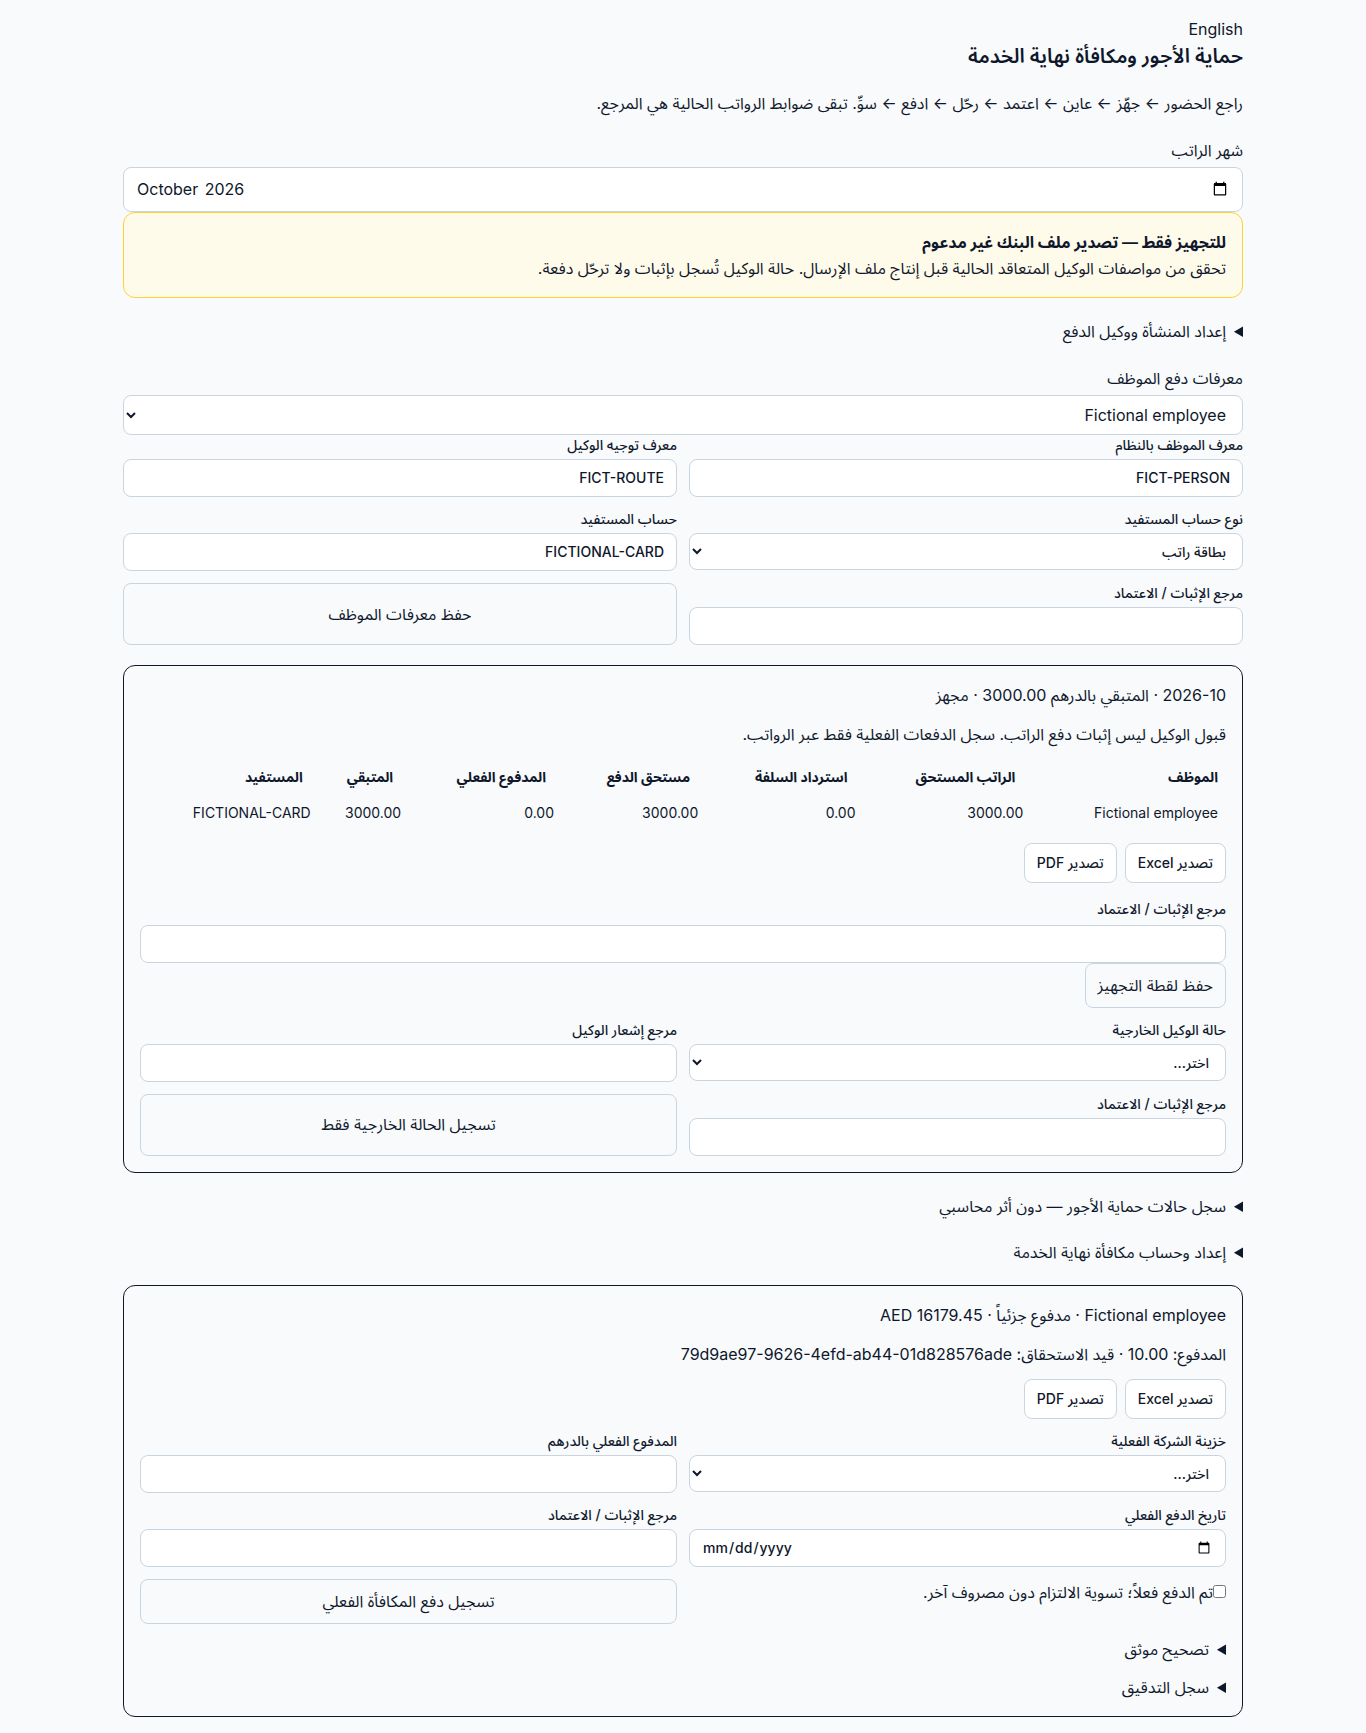 English
حماية الأجور ومكافأة نهاية الخدمة
راجع الحضور ← جهّز ← عاين ← اعتمد ← رحّل ← ادفع ← سوِّ. تبقى ضوابط الرواتب الحالية هي المرجع.
شهر الراتب
October 2026
للتجهيز فقط — تصدير ملف البنك غير مدعوم
تحقق من مواصفات الوكيل المتعاقد الحالية قبل إنتاج ملف الإرسال. حالة الوكيل تُسجل بإثبات ولا ترحّل دفعة.
إعداد المنشأة ووكيل الدفع
معرفات دفع الموظف
Fictional employee
معرف الموظف بالنظام
معرف توجيه الوكيل
FICT-PERSON
FICT-ROUTE
نوع حساب المستفيد
حساب المستفيد
بطاقة راتب
FICTIONAL-CARD
مرجع الإثبات / الاعتماد
حفظ معرفات الموظف
2026-10 · المتبقي بالدرهم 3000.00 · مجهز
قبول الوكيل ليس إثبات دفع الراتب. سجل الدفعات الفعلية فقط عبر الرواتب.
الموظف الراتب المستحق استرداد السلفة مستحق الدفع المدفوع الفعلي المتبقي المستفيد
Fictional employee 3000.00 0.00 3000.00 0.00 3000.00 FICTIONAL-CARD
تصدير Excel تصدير PDF
مرجع الإثبات / الاعتماد
حفظ لقطة التجهيز
حالة الوكيل الخارجية
مرجع إشعار الوكيل
اختر...
مرجع الإثبات / الاعتماد
تسجيل الحالة الخارجية فقط
سجل حالات حماية الأجور — دون أثر محاسبي
إعداد وحساب مكافأة نهاية الخدمة
Fictional employee · مدفوع جزئياً · AED 16179.45
المدفوع: 10.00 · قيد الاستحقاق: 79d9ae97-9626-4efd-ab44-01d828576ade
تصدير Excel تصدير PDF
خزينة الشركة الفعلية
المدفوع الفعلي بالدرهم
اختر...
تاريخ الدفع الفعلي
مرجع الإثبات / الاعتماد
mm/dd/yyyy
تم الدفع فعلاً؛ تسوية الالتزام دون مصروف آخر.
تسجيل دفع المكافأة الفعلي
تصحيح موثق
سجل التدقيق